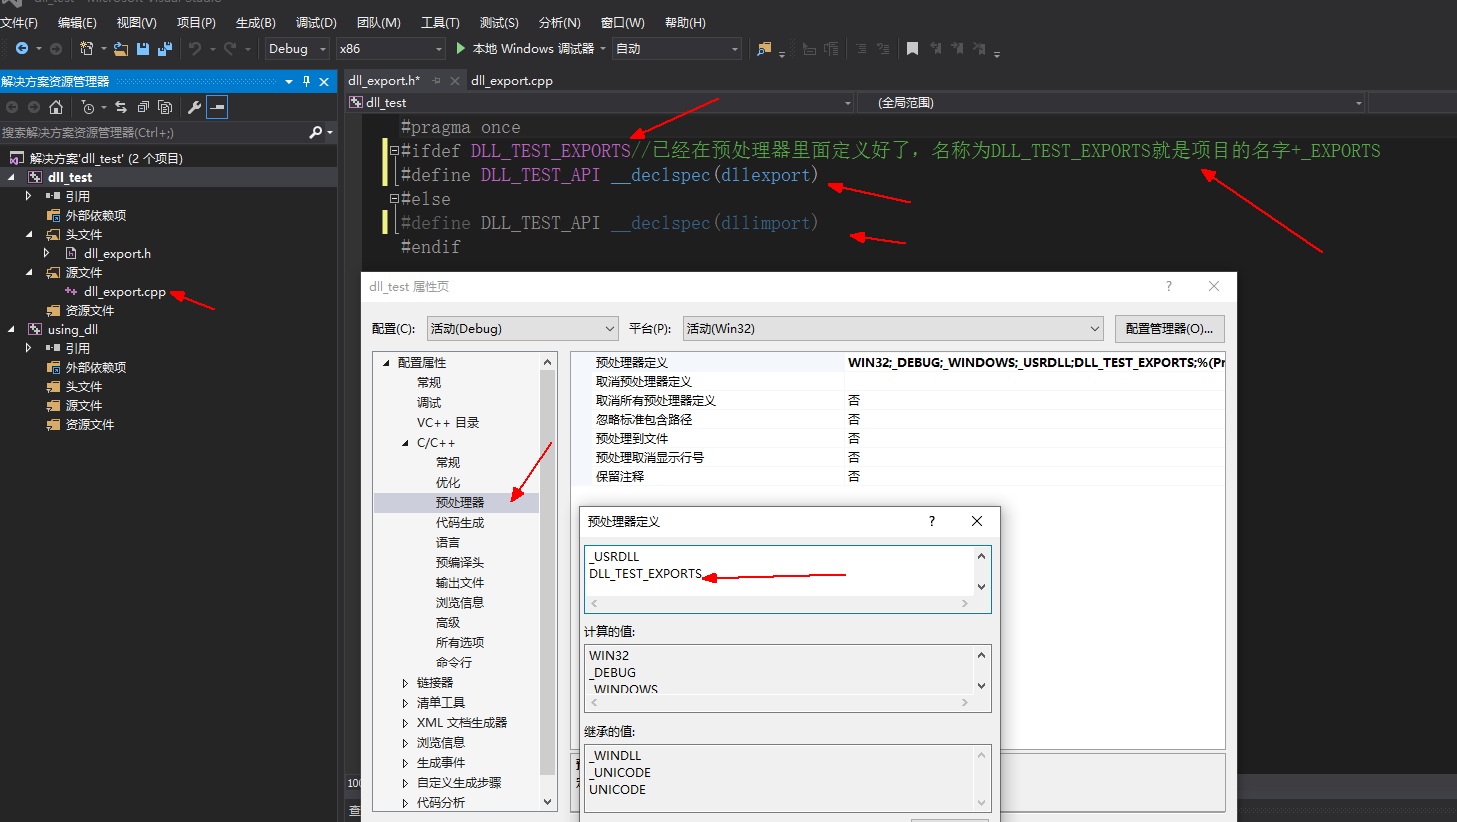 dll_test - Microsoft Visual Studio
文件(F) 编辑(E) 视图(V) 项目(P) 生成(B) 调试(D) 团队(M) 工具(T) 测试(S) 分析(N) 窗口(W) 帮助(H)
Debug x86 本地 Windows 调试器 自动
解决方案资源管理器
搜索解决方案资源管理器(Ctrl+;)
解决方案'dll_test' (2 个项目)
dll_test
引用
外部依赖项
头文件
dll_export.h
源文件
dll_export.cpp
资源文件
using_dll
引用
外部依赖项
头文件
源文件
资源文件
dll_export.h* dll_export.cpp
dll_test (全局范围)
#pragma once
#ifdef DLL_TEST_EXPORTS//已经在预处理器里面定义好了，名称为DLL_TEST_EXPORTS就是项目的名字+_EXPORTS
#define DLL_TEST_API __declspec(dllexport)
#else
#define DLL_TEST_API __declspec(dllimport)
#endif
100
查
dll_test 属性页 ?
配置(C): 活动(Debug) 平台(P): 活动(Win32) 配置管理器(O)...
配置属性
常规
调试
VC++ 目录
C/C++
常规
优化
预处理器
代码生成
语言
预编译头
输出文件
浏览信息
高级
所有选项
命令行
链接器
清单工具
XML 文档生成器
浏览信息
生成事件
自定义生成步骤
代码分析
预处理器定义 WIN32;_DEBUG;_WINDOWS;_USRDLL;DLL_TEST_EXPORTS;%(Pr
取消预处理器定义
取消所有预处理器定义 否
忽略标准包含路径 否
预处理到文件 否
预处理取消显示行号 否
保留注释 否
预处理器定义 ?
_USRDLL
DLL_TEST_EXPORTS
计算的值:
WIN32
_DEBUG
_WINDOWS
继承的值:
_WINDLL
_UNICODE
UNICODE